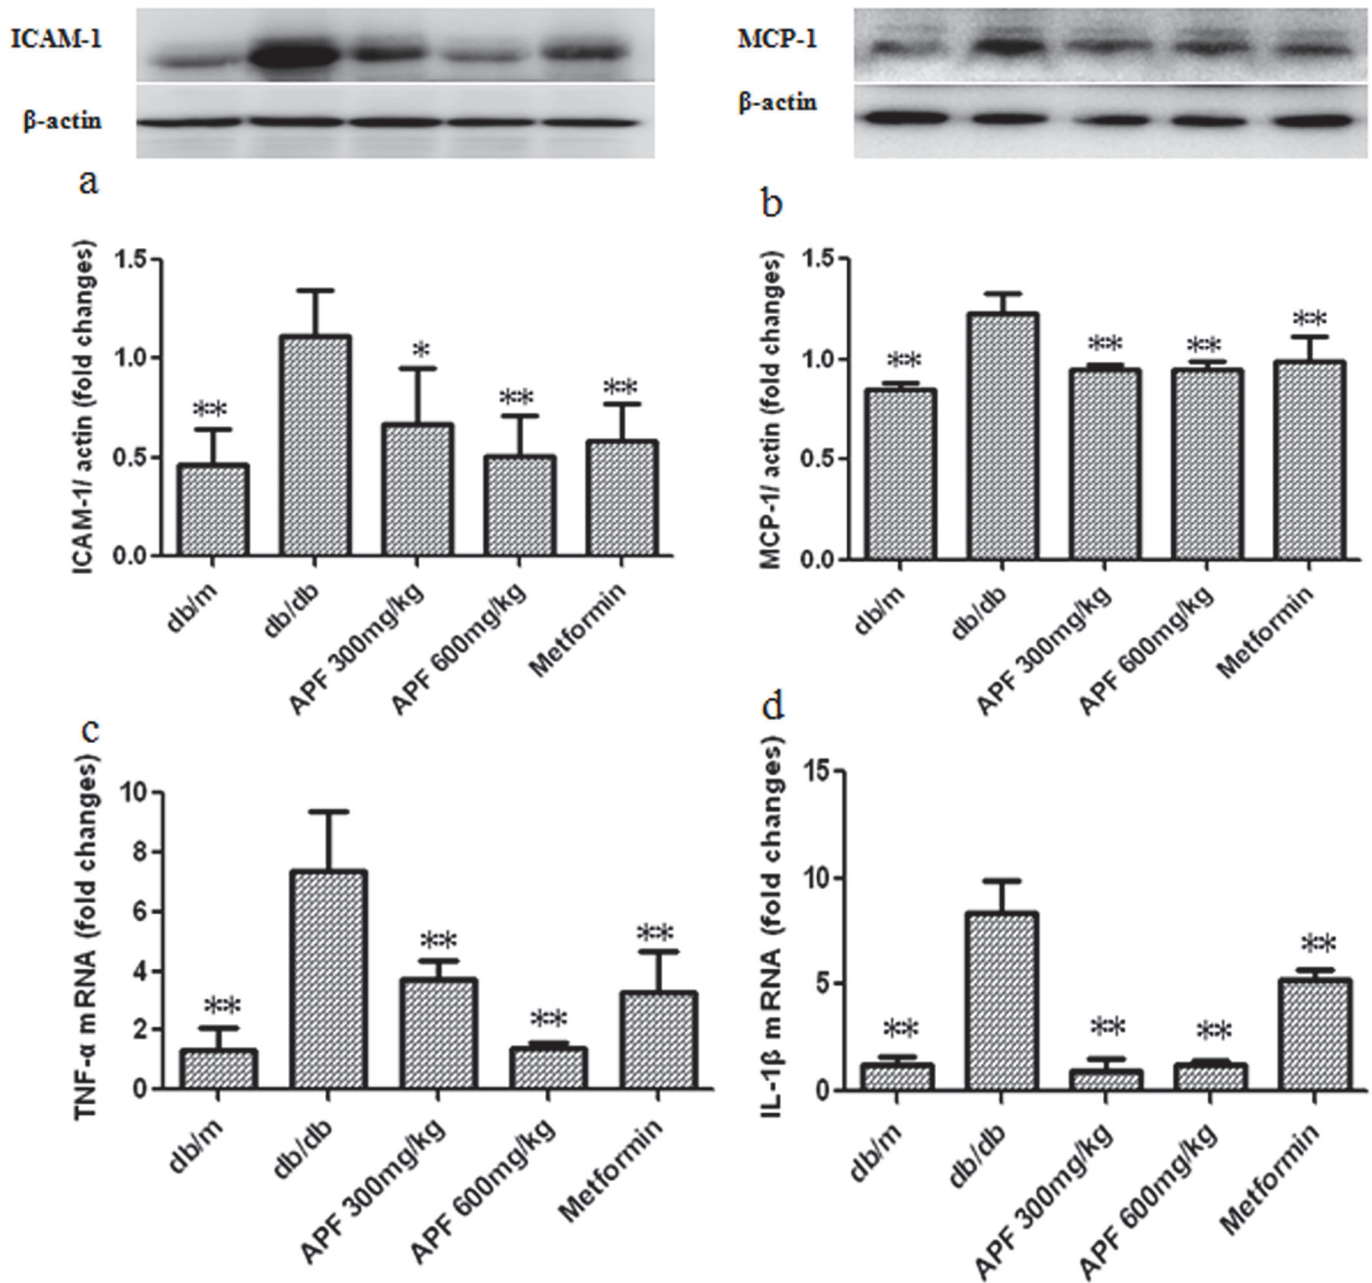 ICAM-1
β-actin
MCP-1
β-actin
a
ICAM-1/ actin (fold changes)
1.5
1.0
0.5
0.0
**
*
**
**
db/m
db/db
APF 300mg/kg
APF 600mg/kg
Metformin
b
MCP-1/ actin (fold changes)
1.5
1.0
0.5
0.0
**
**
**
**
db/m
db/db
APF 300mg/kg
APF 600mg/kg
Metformin
c
TNF-α mRNA (fold changes)
10
8
6
4
2
0
**
**
**
**
db/m
db/db
APF 300mg/kg
APF 600mg/kg
Metformin
d
IL-1β mRNA (fold changes)
15
10
5
0
**
**
**
**
db/m
db/db
APF 300mg/kg
APF 600mg/kg
Metformin